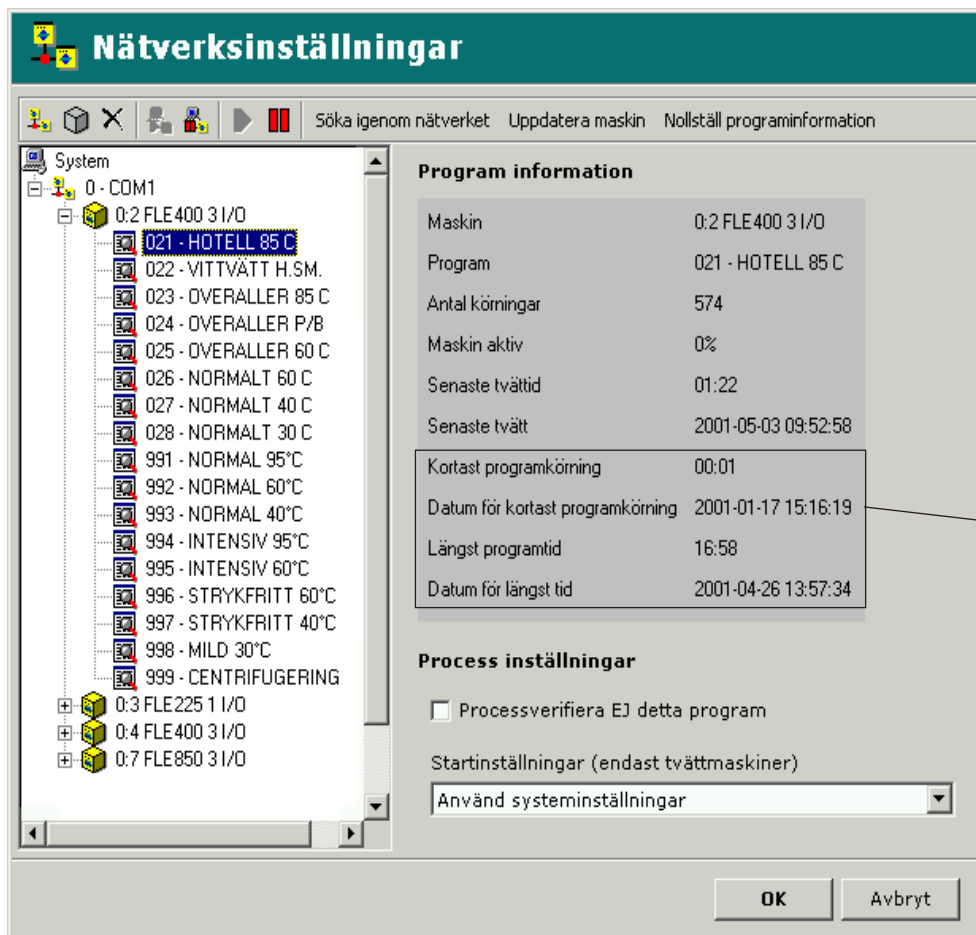 Nätverksinställningar
Söka igenom nätverket Uppdatera maskin Nollställ programinformation
System
0 - COM1
0:2 FLE400 3 I/O
021 - HOTELL 85 C
022 - VITTVÄTT H.SM.
023 - OVERALLER 85 C
024 - OVERALLER P/B
025 - OVERALLER 60 C
026 - NORMALT 60 C
027 - NORMALT 40 C
028 - NORMALT 30 C
991 - NORMAL 95°C
992 - NORMAL 60°C
993 - NORMAL 40°C
994 - INTENSIV 95°C
995 - INTENSIV 60°C
996 - STRYKFRITT 60°C
997 - STRYKFRITT 40°C
998 - MILD 30°C
999 - CENTRIFUGERING
0:3 FLE225 1 I/O
0:4 FLE400 3 I/O
0:7 FLE850 3 I/O
Program information
Maskin 0:2 FLE400 3 I/O
Program 021 - HOTELL 85 C
Antal körningar 574
Maskin aktiv 0%
Senaste tvättid 01:22
Senaste tvätt 2001-05-03 09:52:58
Kortast programkörning 00:01
Datum för kortast programkörning 2001-01-17 15:16:19
Längst programtid 16:58
Datum för längst tid 2001-04-26 13:57:34
Process inställningar
Processverifiera EJ detta program
Startinställningar (endast tvättmaskiner)
Använd systeminställningar
OK Avbryt